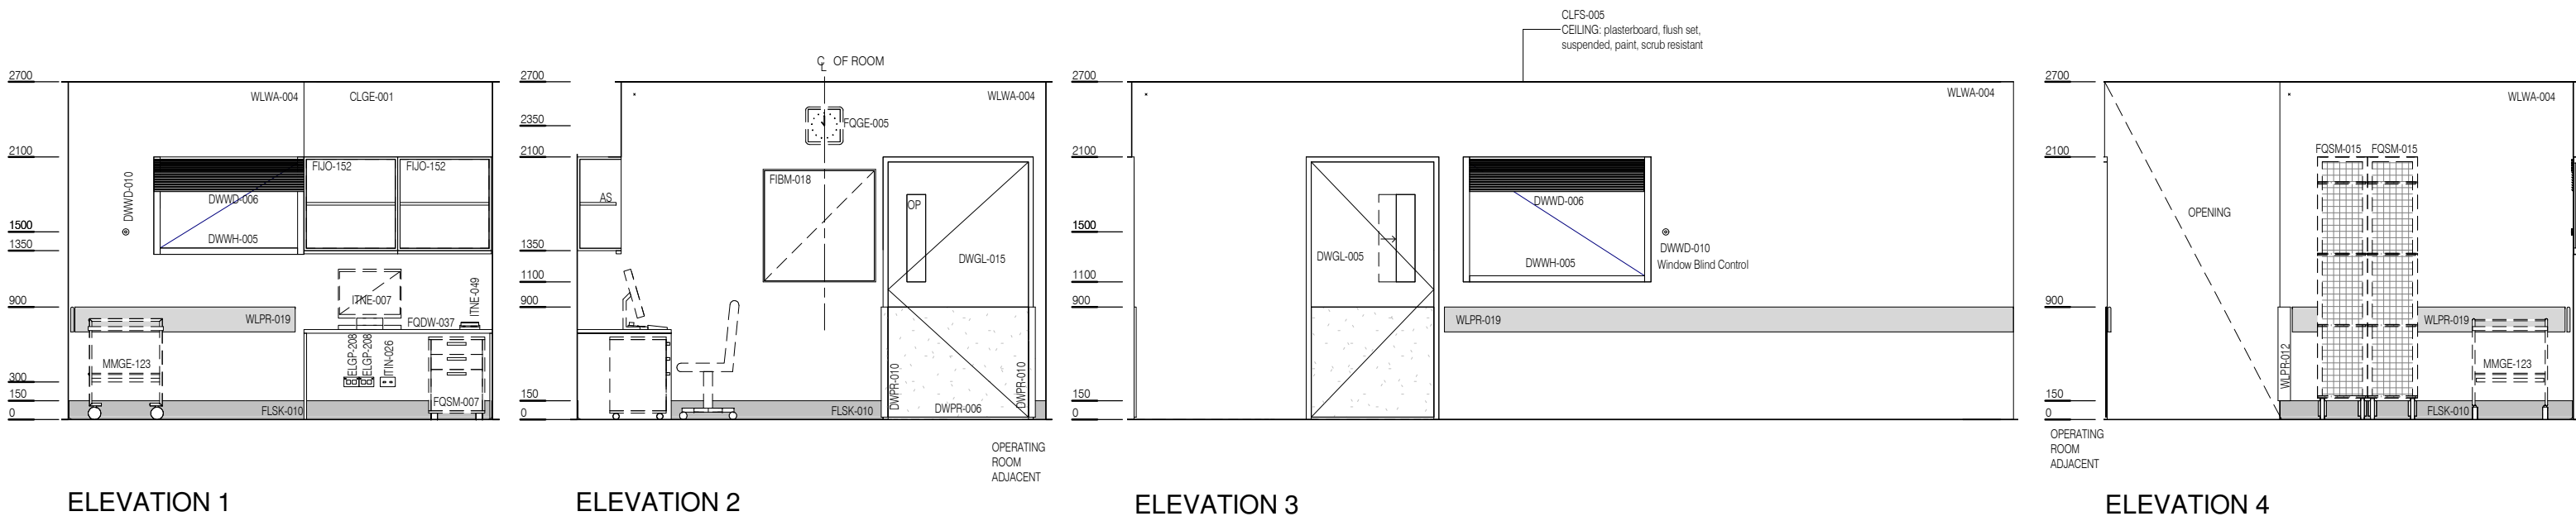 CLFS-005
CEILING: plasterboard, flush set,
suspended, paint, scrub resistant
2700
WLWA-004
CLGE-001
2100
FIJO-152
FIJO-152
DWWD-010
DWWD-006
1500
DWWH-005
1350
ITNE-007
ITNE-049
900
WLPR-019
FQDW-037
MMGE-123
ELGP-208
ELGP-208
ITIN-026
300
150
FQSM-007
FLSK-010
0
ELEVATION 1
CL OF ROOM
2700
WLWA-004
2350
FQGE-005
2100
FIBM-018
AS
OP
1500
1350
DWGL-015
1100
900
DWPR-010
DWPR-010
150
FLSK-010
DWPR-006
0
OPERATING
ROOM
ADJACENT
ELEVATION 2
2700
WLWA-004
2100
DWWD-006
1500
DWGL-005
DWWH-005
DWWD-010
Window Blind Control
1350
1100
900
WLPR-019
150
0
ELEVATION 3
2700
WLWA-004
2100
FQSM-015
FQSM-015
OPENING
900
WLPR-019
WLPR-012
MMGE-123
150
FLSK-010
0
OPERATING
ROOM
ADJACENT
ELEVATION 4